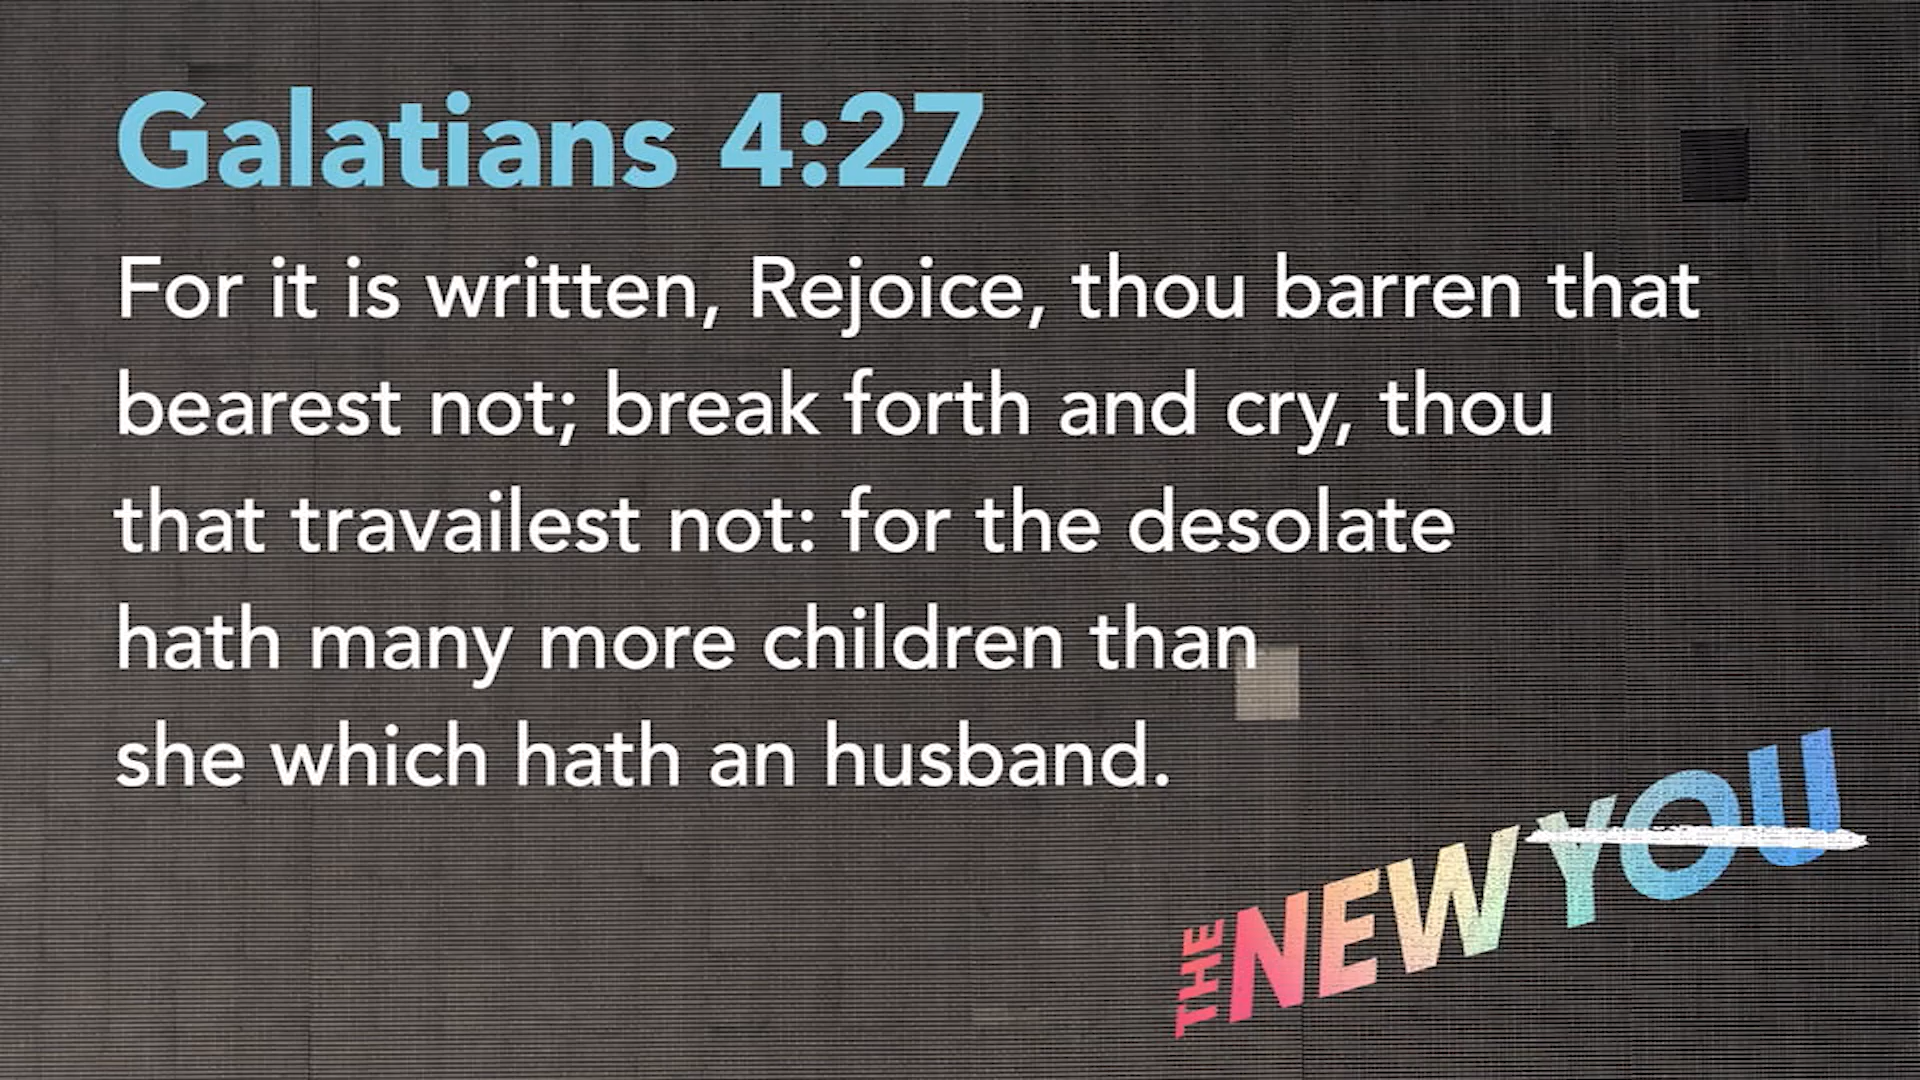 Galatians 4:27
For it is written, Rejoice, thou barren that
bearest not; break forth and cry, thou
that travailest not: for the desolate
hath many more children than
she which hath an husband.
THE NEW YOU